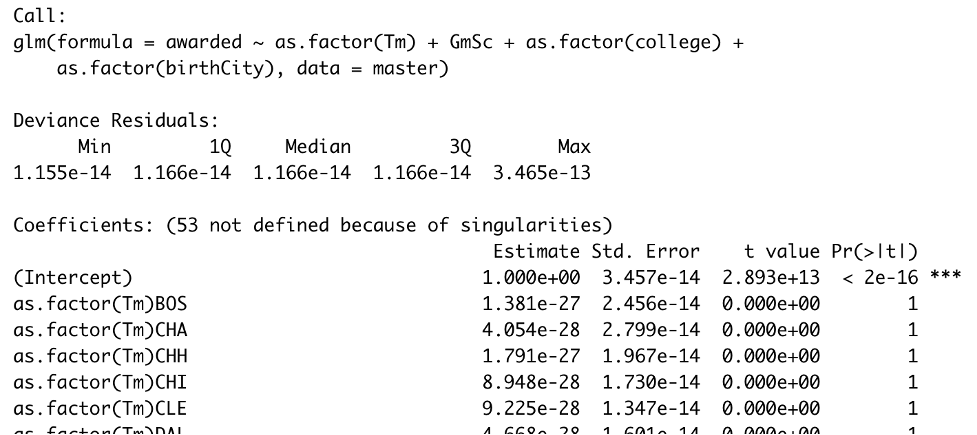 Call:
glm(formula = awarded ~ as.factor(Tm) + GmSc + as.factor(college) +
as.factor(birthCity), data = master)
Deviance Residuals:
Min 1Q Median 3Q Max
1.155e-14 1.166e-14 1.166e-14 1.166e-14 3.465e-13
Coefficients: (53 not defined because of singularities)
Estimate Std. Error t value Pr(>|t|)
(Intercept) 1.000e+00 3.457e-14 2.893e+13 < 2e-16 ***
as.factor(Tm)BOS 1.381e-27 2.456e-14 0.000e+00 1
as.factor(Tm)CHA 4.054e-28 2.799e-14 0.000e+00 1
as.factor(Tm)CHH 1.791e-27 1.967e-14 0.000e+00 1
as.factor(Tm)CHI 8.948e-28 1.730e-14 0.000e+00 1
as.factor(Tm)CLE 9.225e-28 1.347e-14 0.000e+00 1
as.factor(Tm)DAL 4.668e-28 1.601e-14 0.000e+00 1